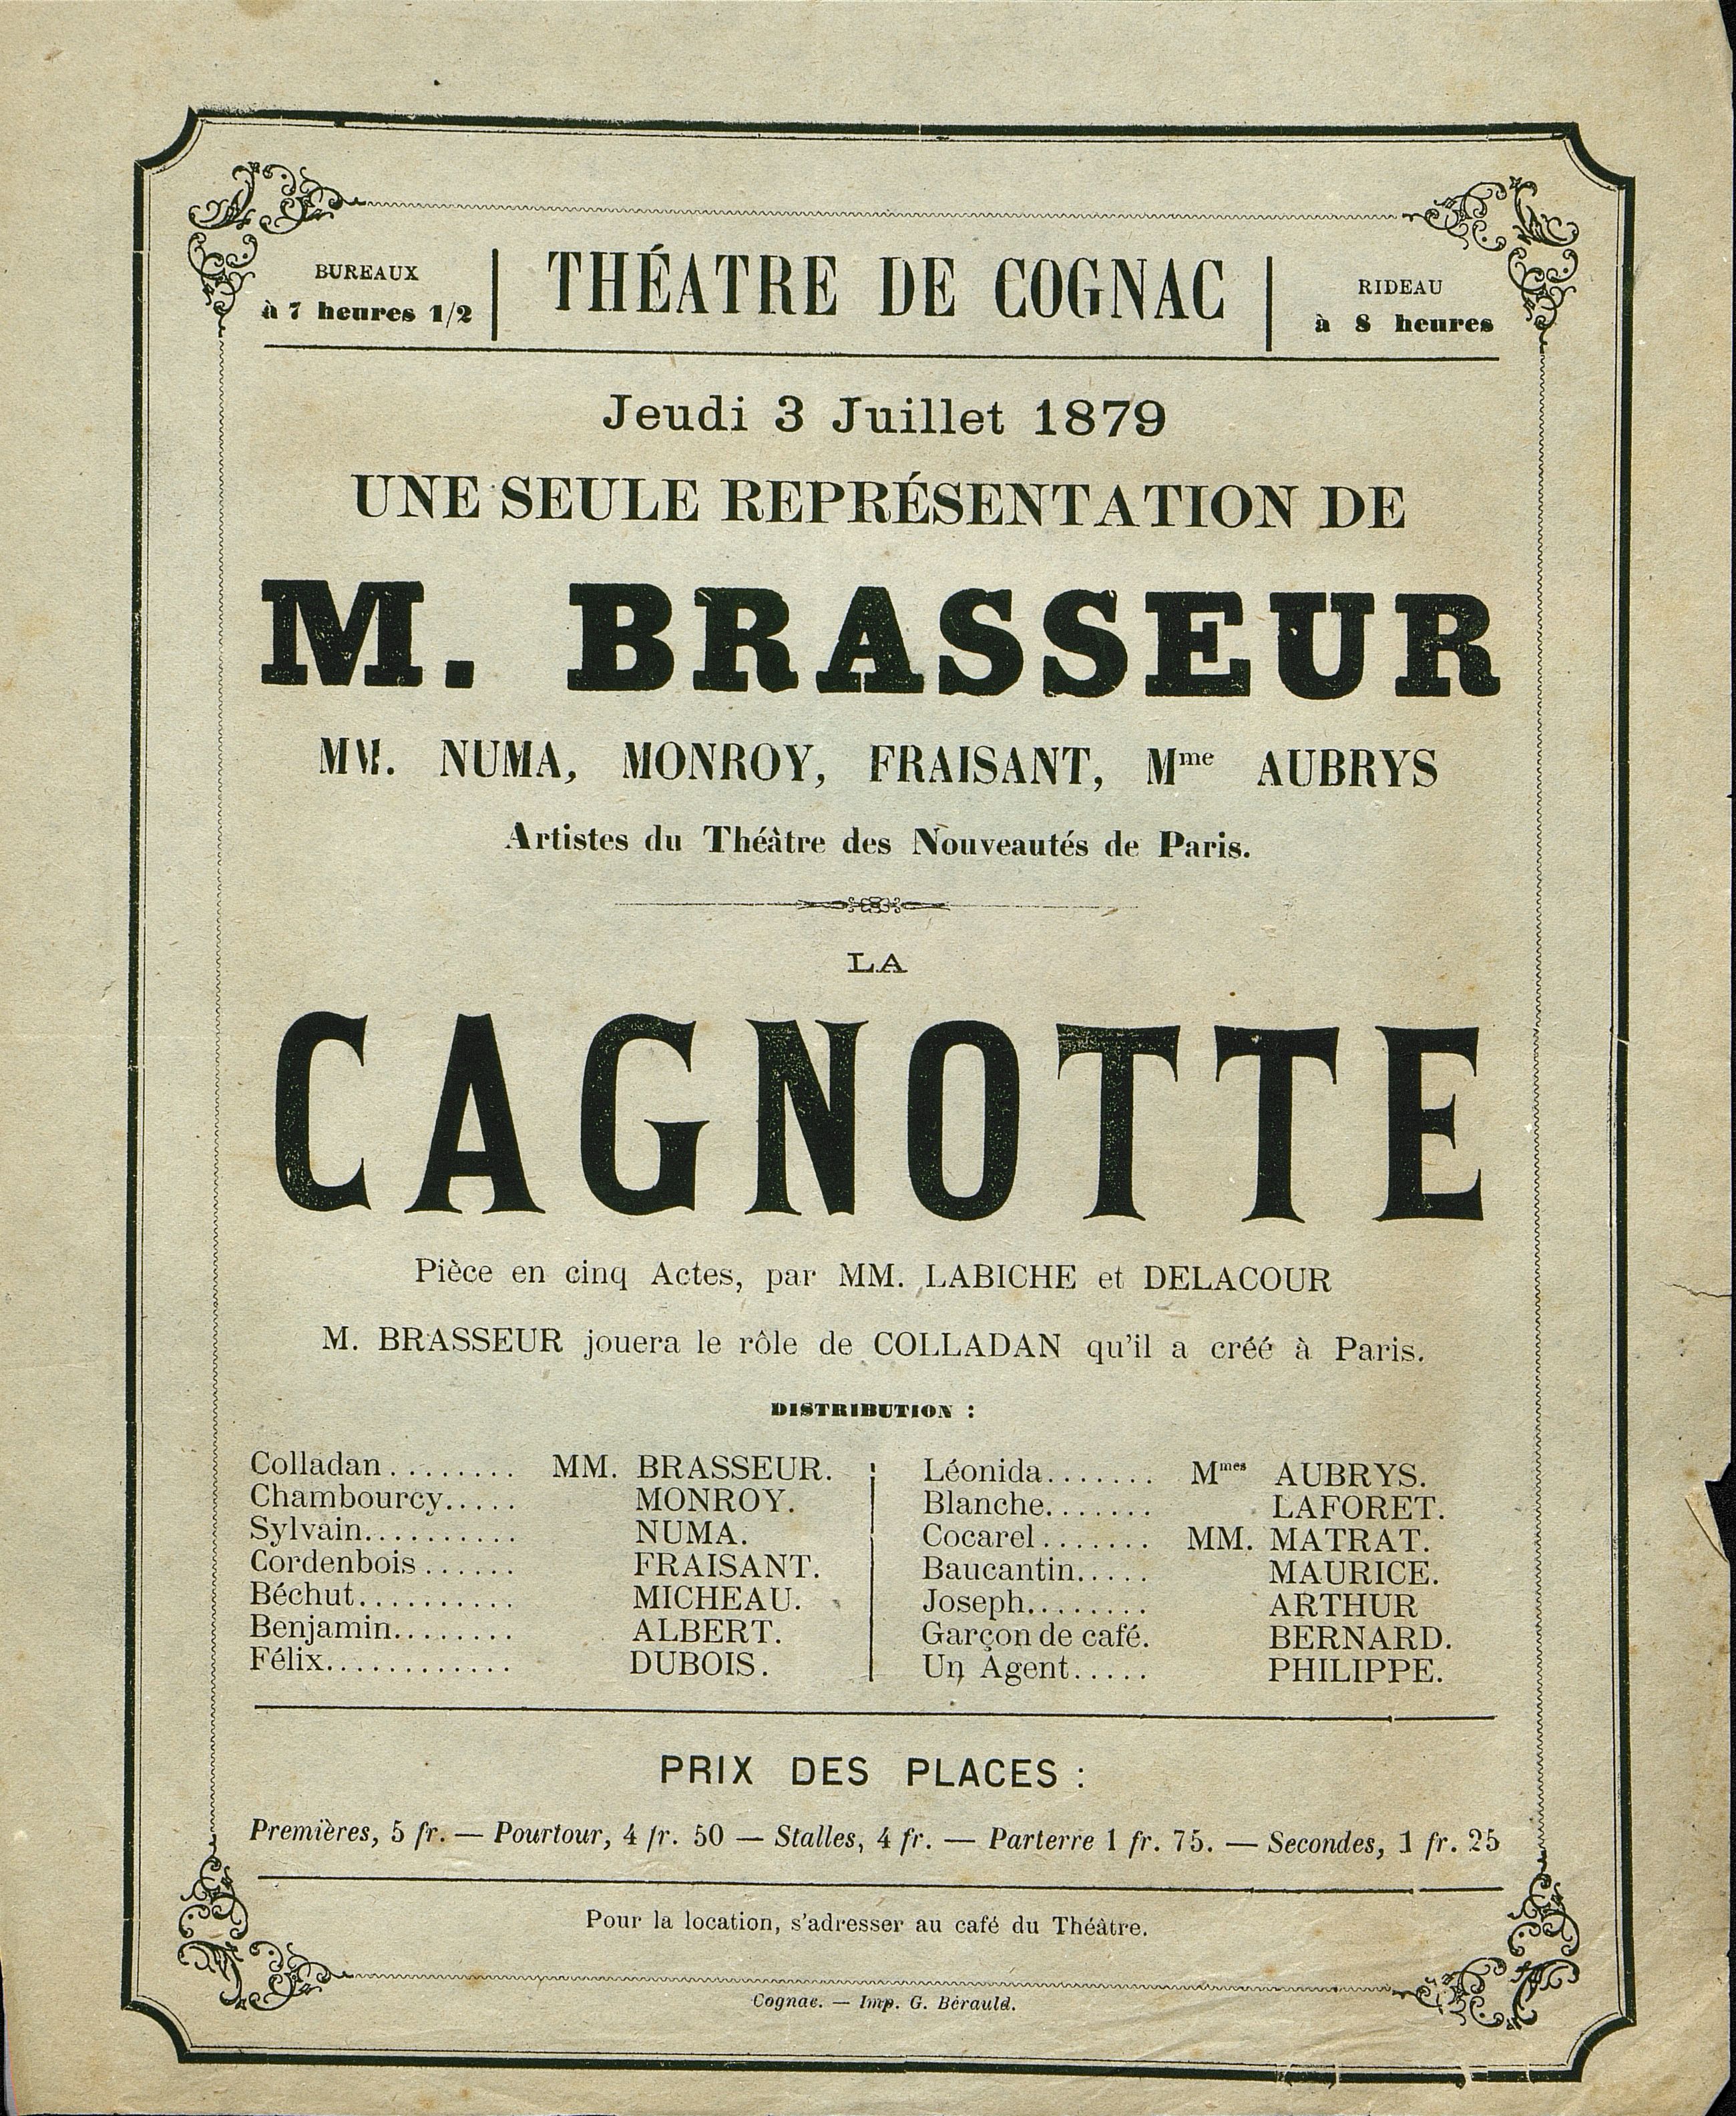 BUREAUX
à 7 heures 1/2
THÉATRE DE COGNAC
RIDEAU
à 8 heures
Jeudi 3 Juillet 1879
UNE SEULE REPRÉSENTATION DE
M. BRASSEUR
MM. NUMA, MONROY, FRAISANT, Mme AUBRYS
Artistes du Théâtre des Nouveautés de Paris.
LA
CAGNOTTE
Pièce en cinq Actes, par MM. LABICHE et DELACOUR
M. BRASSEUR jouera le rôle de COLLADAN qu'il a créé à Paris.
DISTRIBUTION :
Colladan ........ MM. BRASSEUR.
Chambourcy..... MONROY.
Sylvain.......... NUMA.
Cordenbois ...... FRAISANT.
Béchut.......... MICHEAU.
Benjamin........ ALBERT.
Félix............ DUBOIS.
Léonida....... Mmes AUBRYS.
Blanche....... LAFORET.
Cocarel ....... MM. MATRAT.
Baucantin..... MAURICE.
Joseph........ ARTHUR
Garçon de café. BERNARD.
Un Agent..... PHILIPPE.
PRIX DES PLACES :
Premières, 5 fr. — Pourtour, 4 fr. 50 — Stalles, 4 fr. — Parterre 1 fr. 75. — Secondes, 1 fr. 25
Pour la location, s'adresser au café du Théâtre.
Cognac. — Imp. G. Bérauld.